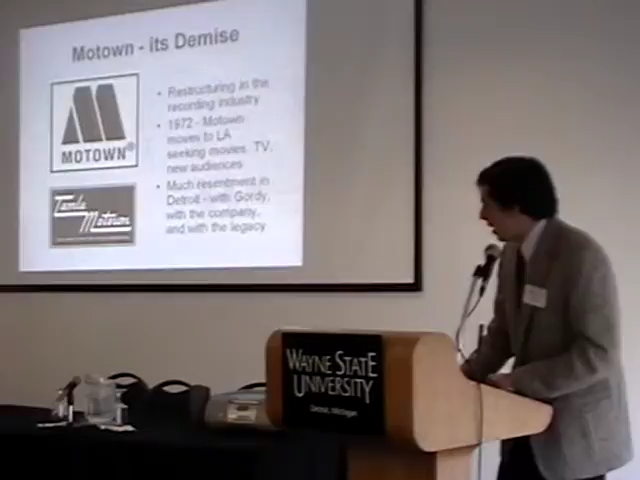 Motown - its Demise
MOTOWN®
Tamla
Motown
• Restructuring in the
recording industry
• 1972 - Motown
moves to LA
seeking movies, TV,
new audiences
• Much resentment in
Detroit - with Gordy,
with the company,
and with the legacy
WAYNE STATE
UNIVERSITY
Detroit, Michigan